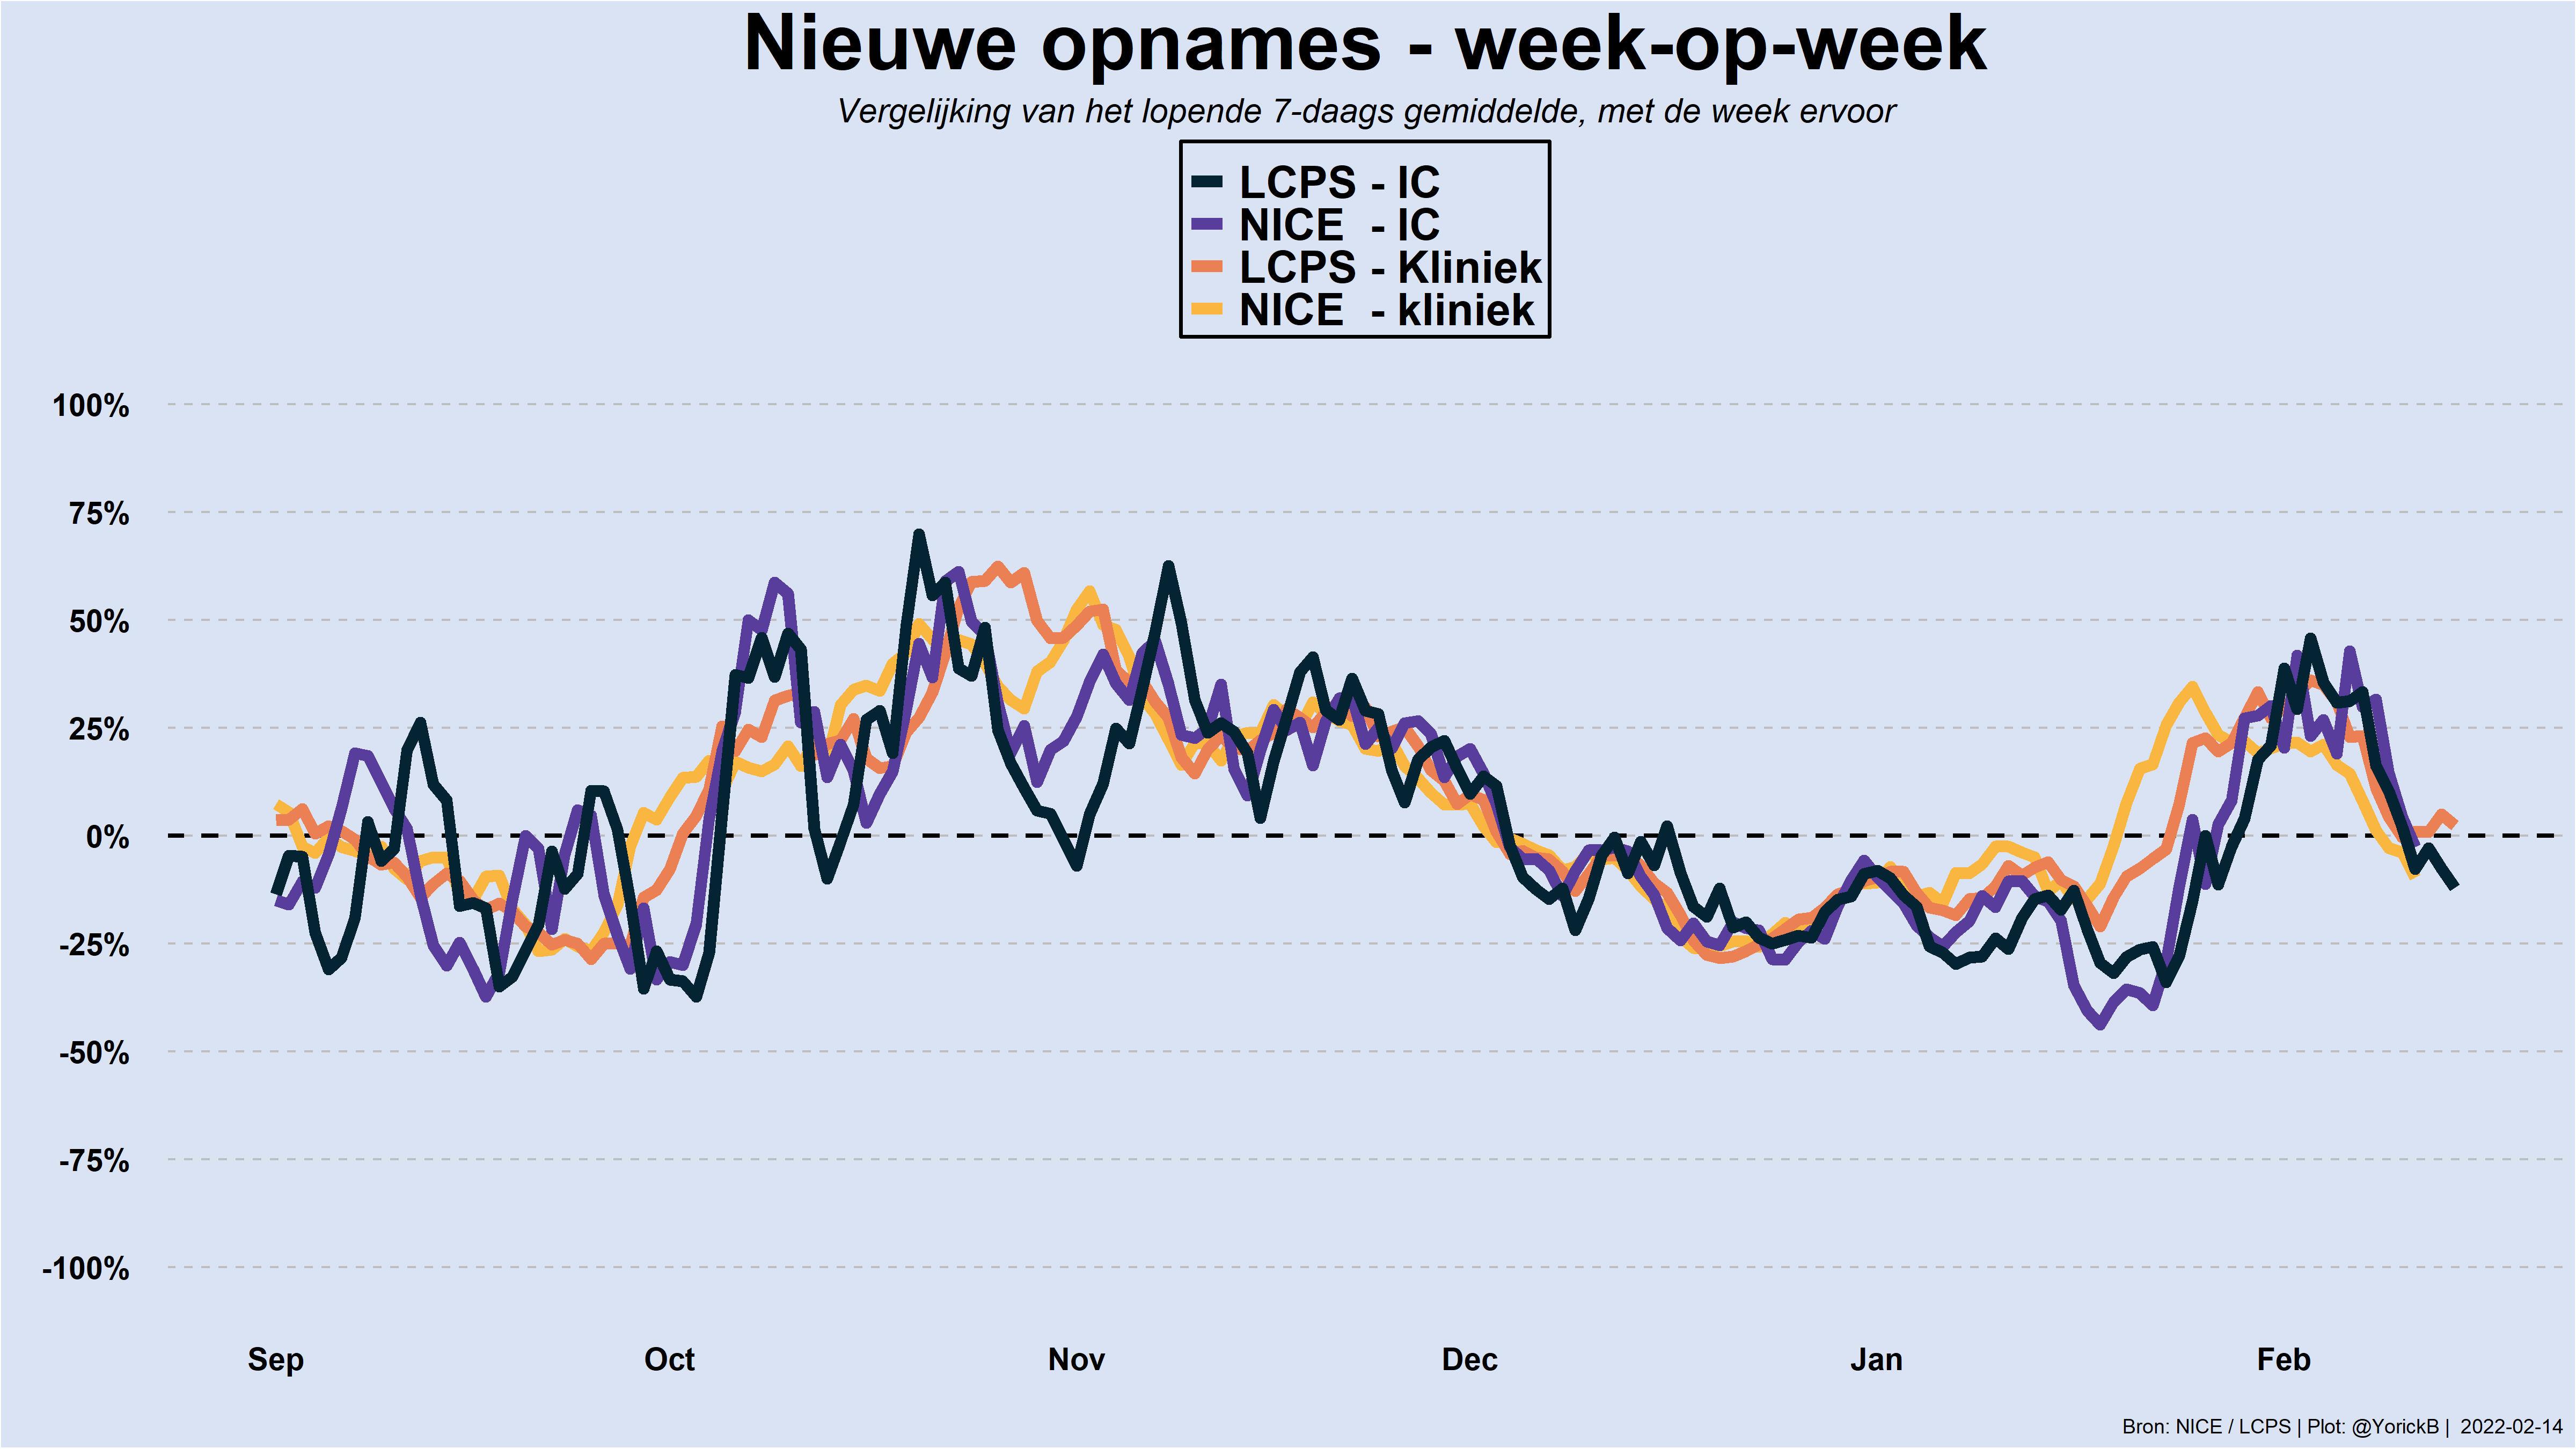 Nieuwe opnames - week-op-week
Vergelijking van het lopende 7-daags gemiddelde, met de week ervoor
LCPS - IC
NICE - IC
LCPS - Kliniek
NICE - kliniek
100%
75%
50%
25%
0%
-25%
-50%
-75%
-100%
Sep Oct Nov Dec Jan Feb
Bron: NICE / LCPS | Plot: @YorickB | 2022-02-14